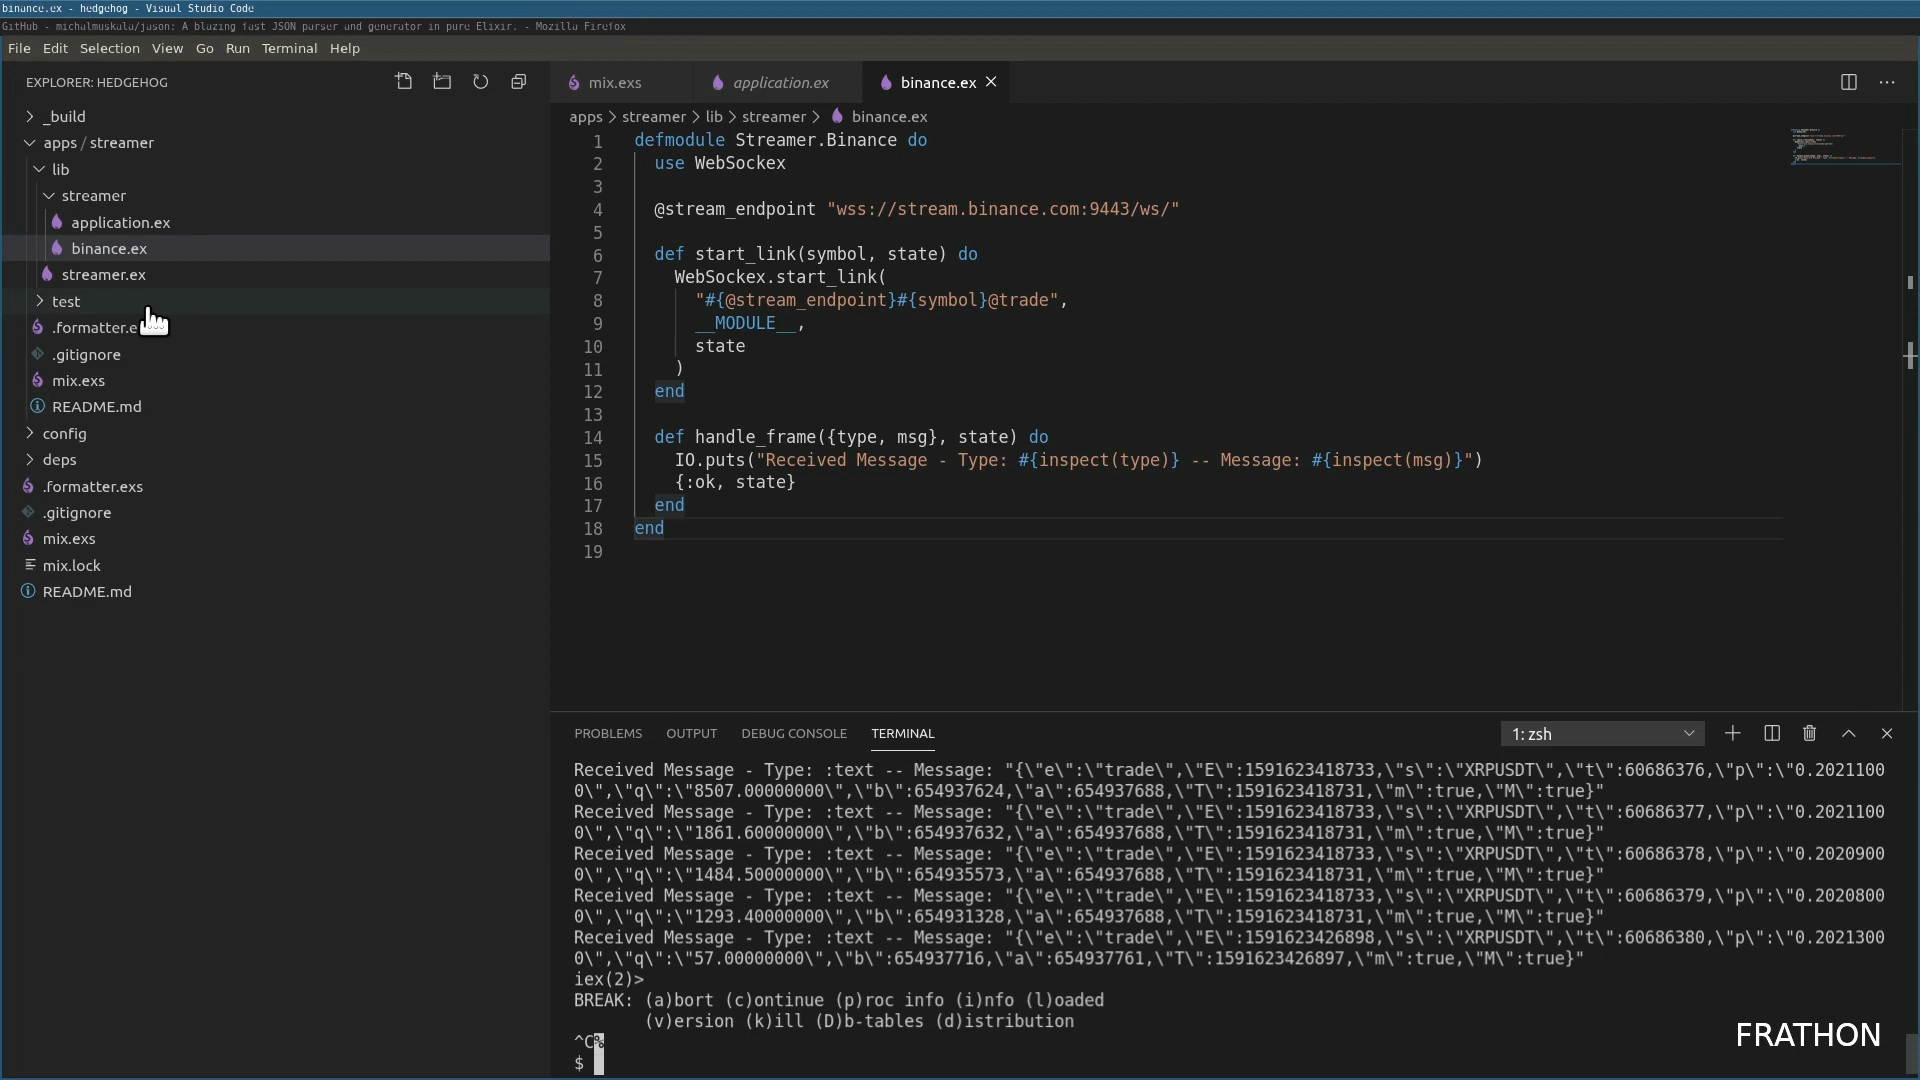 binance.ex - hedgehog - Visual Studio Code
GitHub - michalmuskala/jason: A blazing fast JSON parser and generator in pure Elixir. - Mozilla Firefox
File Edit Selection View Go Run Terminal Help
EXPLORER: HEDGEHOG
_build
apps / streamer
lib
streamer
application.ex
binance.ex
streamer.ex
test
.formatter.e
.gitignore
mix.exs
README.md
config
deps
.formatter.exs
.gitignore
mix.exs
mix.lock
README.md
mix.exs application.ex binance.ex
apps > streamer > lib > streamer > binance.ex
1 defmodule Streamer.Binance do
2 use WebSockex
3
4 @stream_endpoint "wss://stream.binance.com:9443/ws/"
5
6 def start_link(symbol, state) do
7 WebSockex.start_link(
8 "#{@stream_endpoint}#{symbol}@trade",
9 __MODULE__,
10 state
11 )
12 end
13
14 def handle_frame({type, msg}, state) do
15 IO.puts("Received Message - Type: #{inspect(type)} -- Message: #{inspect(msg)}")
16 {:ok, state}
17 end
18 end
19
PROBLEMS OUTPUT DEBUG CONSOLE TERMINAL 1: zsh
Received Message - Type: :text -- Message: "{\"e\":\"trade\",\"E\":1591623418733,\"s\":\"XRPUSDT\",\"t\":60686376,\"p\":\"0.2021100
0\",\"q\":\"8507.00000000\",\"b\":654937624,\"a\":654937688,\"T\":1591623418731,\"m\":true,\"M\":true}"
Received Message - Type: :text -- Message: "{\"e\":\"trade\",\"E\":1591623418733,\"s\":\"XRPUSDT\",\"t\":60686377,\"p\":\"0.2021100
0\",\"q\":\"1861.60000000\",\"b\":654937632,\"a\":654937688,\"T\":1591623418731,\"m\":true,\"M\":true}"
Received Message - Type: :text -- Message: "{\"e\":\"trade\",\"E\":1591623418733,\"s\":\"XRPUSDT\",\"t\":60686378,\"p\":\"0.2020900
0\",\"q\":\"1484.50000000\",\"b\":654935573,\"a\":654937688,\"T\":1591623418731,\"m\":true,\"M\":true}"
Received Message - Type: :text -- Message: "{\"e\":\"trade\",\"E\":1591623418733,\"s\":\"XRPUSDT\",\"t\":60686379,\"p\":\"0.2020800
0\",\"q\":\"1293.40000000\",\"b\":654931328,\"a\":654937688,\"T\":1591623418731,\"m\":true,\"M\":true}"
Received Message - Type: :text -- Message: "{\"e\":\"trade\",\"E\":1591623426898,\"s\":\"XRPUSDT\",\"t\":60686380,\"p\":\"0.2021300
0\",\"q\":\"57.00000000\",\"b\":654937716,\"a\":654937761,\"T\":1591623426897,\"m\":true,\"M\":true}"
iex(2)>
BREAK: (a)bort (c)ontinue (p)roc info (i)nfo (l)oaded
(v)ersion (k)ill (D)b-tables (d)istribution
^C%
$
FRATHON